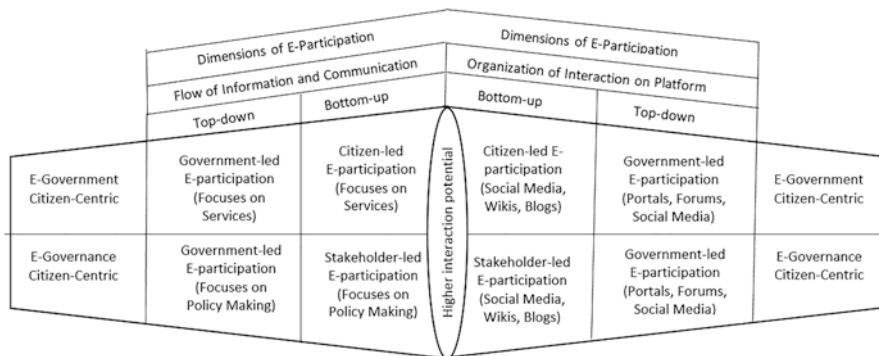 Dimensions of E-Participation
Dimensions of E-Participation
Flow of Information and Communication
Organization of Interaction on Platform
Top-down
Bottom-up
Bottom-up
Top-down
E-Government
Citizen-Centric
Government-led
E-participation
(Focuses on
Services)
Citizen-led
E-participation
(Focuses on
Services)
Higher interaction potential
Citizen-led E-
participation
(Social Media,
Wikis, Blogs)
Government-led
E-participation
(Portals, Forums,
Social Media)
E-Government
Citizen-Centric
E-Governance
Citizen-Centric
Government-led
E-participation
(Focuses on
Policy Making)
Stakeholder-led
E-participation
(Focuses on
Policy Making)
Stakeholder-led
E-participation
(Social Media,
Wikis, Blogs)
Government-led
E-participation
(Portals, Forums,
Social Media)
E-Governance
Citizen-Centric